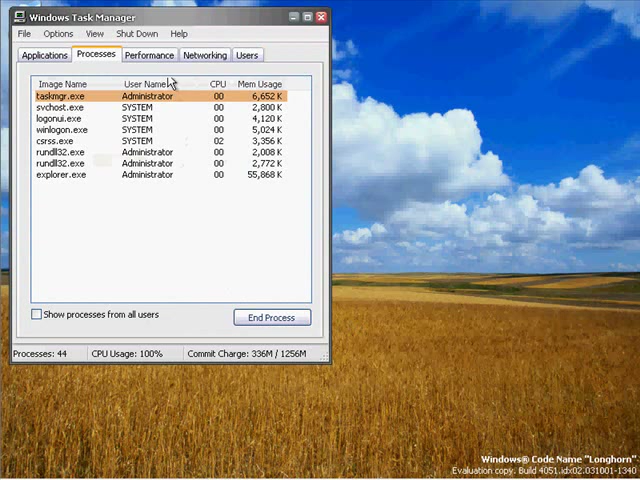 Windows Task Manager
File Options View Shut Down Help
Applications Processes Performance Networking Users
Image Name User Name CPU Mem Usage
taskmgr.exe Administrator 00 6,652 K
svchost.exe SYSTEM 00 2,800 K
logonui.exe SYSTEM 00 4,120 K
winlogon.exe SYSTEM 00 5,024 K
csrss.exe SYSTEM 02 3,356 K
rundll32.exe Administrator 00 2,008 K
rundll32.exe Administrator 00 2,772 K
explorer.exe Administrator 00 55,868 K
Show processes from all users
End Process
Processes: 44 CPU Usage: 100% Commit Charge: 336M / 1256M
Windows® Code Name "Longhorn"
Evaluation copy. Build 4051.idx02.031001-1340